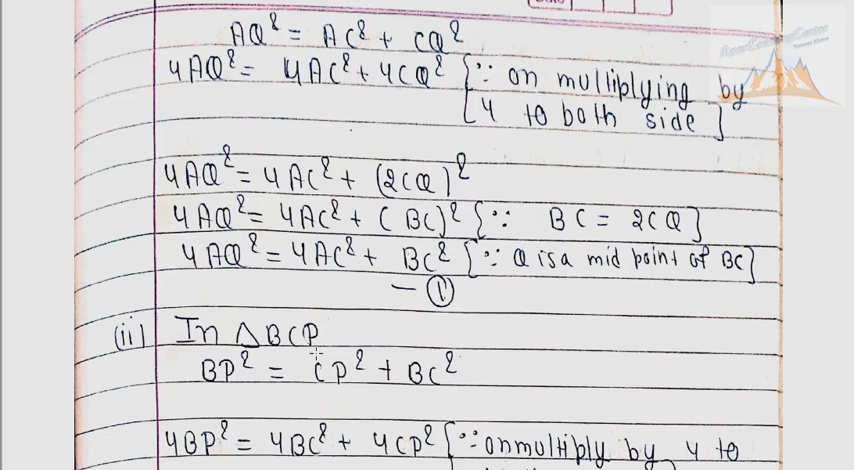 AQ² = AC² + CQ²
4AQ² = 4AC² + 4CQ² [∵ on multiplying by
4 to both side]
4AQ² = 4AC² + (2CQ)²
4AQ² = 4AC² + (BC)² {∵ BC = 2CQ]
4AQ² = 4AC² + BC² [∵ Q is a mid point of BC]
— ①
(ii) In △BCP
BP² = CP² + BC²
4BP² = 4BC² + 4CP² [∵ on multiply by 4 to